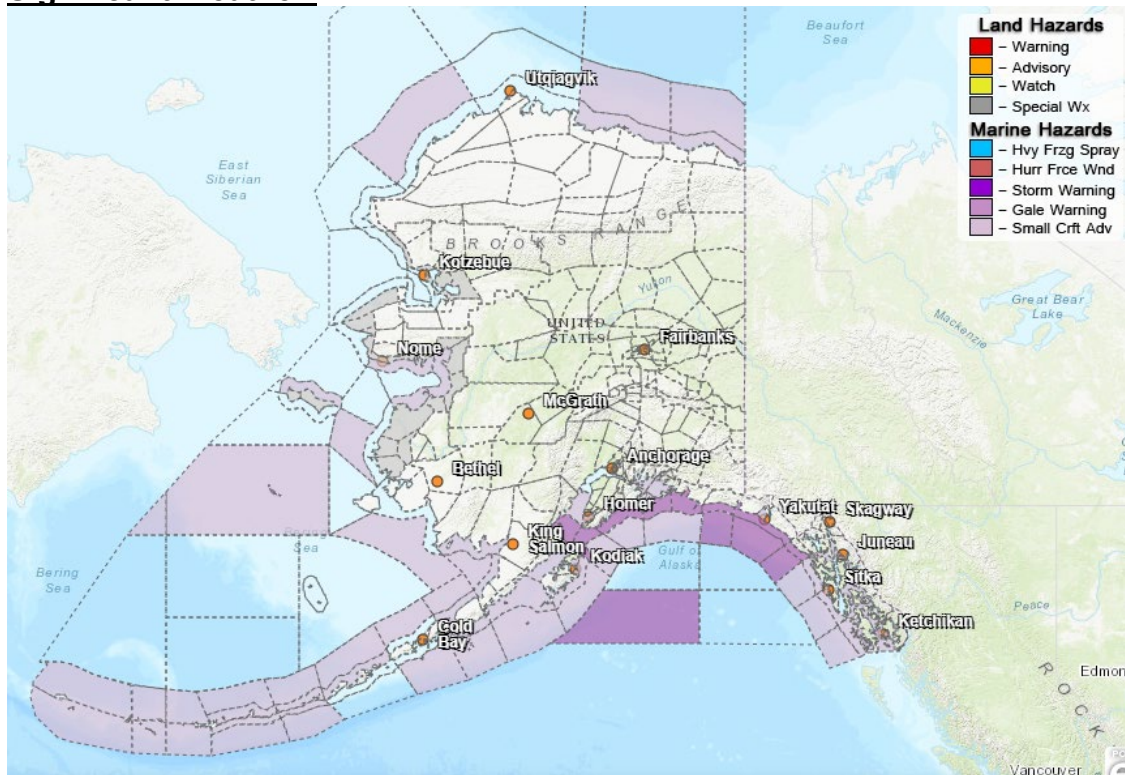 Beaufort
Sea
Land Hazards
– Warning
– Advisory
– Watch
– Special Wx
Marine Hazards
– Hvy Frzg Spray
– Hurr Frce Wnd
– Storm Warning
– Gale Warning
– Small Crft Adv
Utqiagvik
East
Siberian
Sea
BROOKS RANGE
Kotzebue
Yukon
Great Bear
Lake
Mackenzie
UNITED
STATES
Fairbanks
Nome
McGrath
Anchorage
Bethel
Homer
Yakutat
Skagway
King
Salmon
Juneau
Kodiak
Gulf of
Alaska
Bering
Sea
Sea
Sitka
Peace
Ketchikan
Cold
Bay
Edmon
ROCK
Vancouver